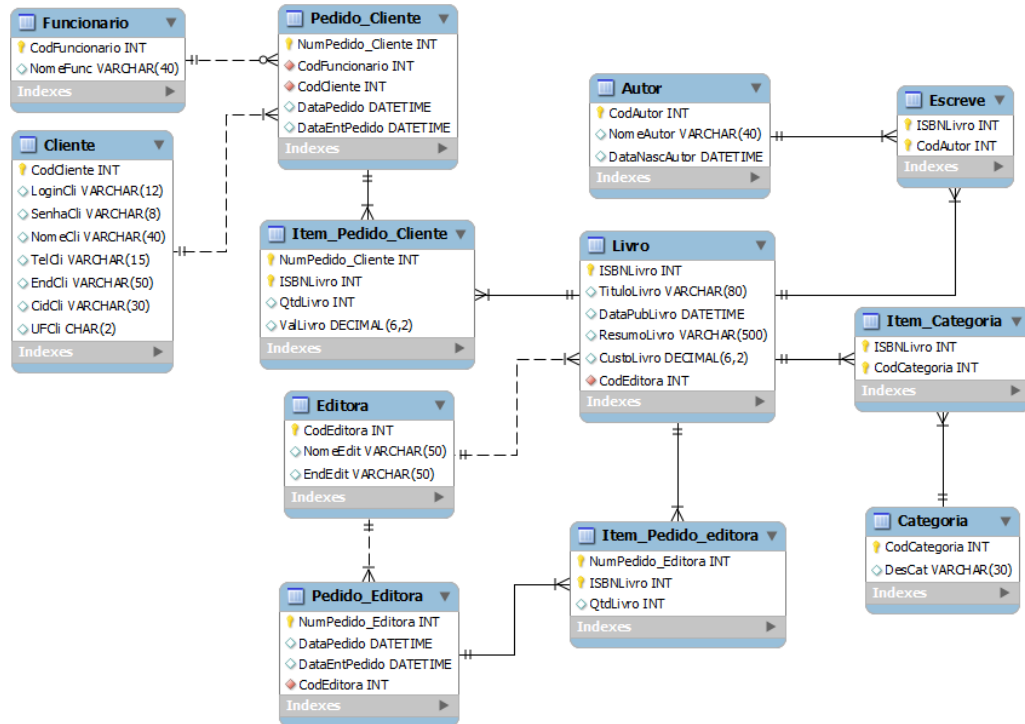 Funcionario
CodFuncionario INT
NomeFunc VARCHAR(40)
Indexes
Pedido_Cliente
NumPedido_Cliente INT
CodFuncionario INT
CodCliente INT
DataPedido DATETIME
DataEntPedido DATETIME
Indexes
Cliente
CodCliente INT
LoginCli VARCHAR(12)
SenhaCli VARCHAR(8)
NomeCli VARCHAR(40)
TelCli VARCHAR(15)
EndCli VARCHAR(50)
CidCli VARCHAR(30)
UFCli CHAR(2)
Indexes
Autor
CodAutor INT
NomeAutor VARCHAR(40)
DataNascAutor DATETIME
Indexes
Escreve
ISBNLivro INT
CodAutor INT
Indexes
Item_Pedido_Cliente
NumPedido_Cliente INT
ISBNLivro INT
QtdLivro INT
ValLivro DECIMAL(6,2)
Indexes
Livro
ISBNLivro INT
TituloLivro VARCHAR(80)
DataPubLivro DATETIME
ResumoLivro VARCHAR(500)
CustoLivro DECIMAL(6,2)
CodEditora INT
Indexes
Item_Categoria
ISBNLivro INT
CodCategoria INT
Indexes
Editora
CodEditora INT
NomeEdit VARCHAR(50)
EndEdit VARCHAR(50)
Indexes
Categoria
CodCategoria INT
DesCat VARCHAR(30)
Indexes
Item_Pedido_editora
NumPedido_Editora INT
ISBNLivro INT
QtdLivro INT
Indexes
Pedido_Editora
NumPedido_Editora INT
DataPedido DATETIME
DataEntPedido DATETIME
CodEditora INT
Indexes